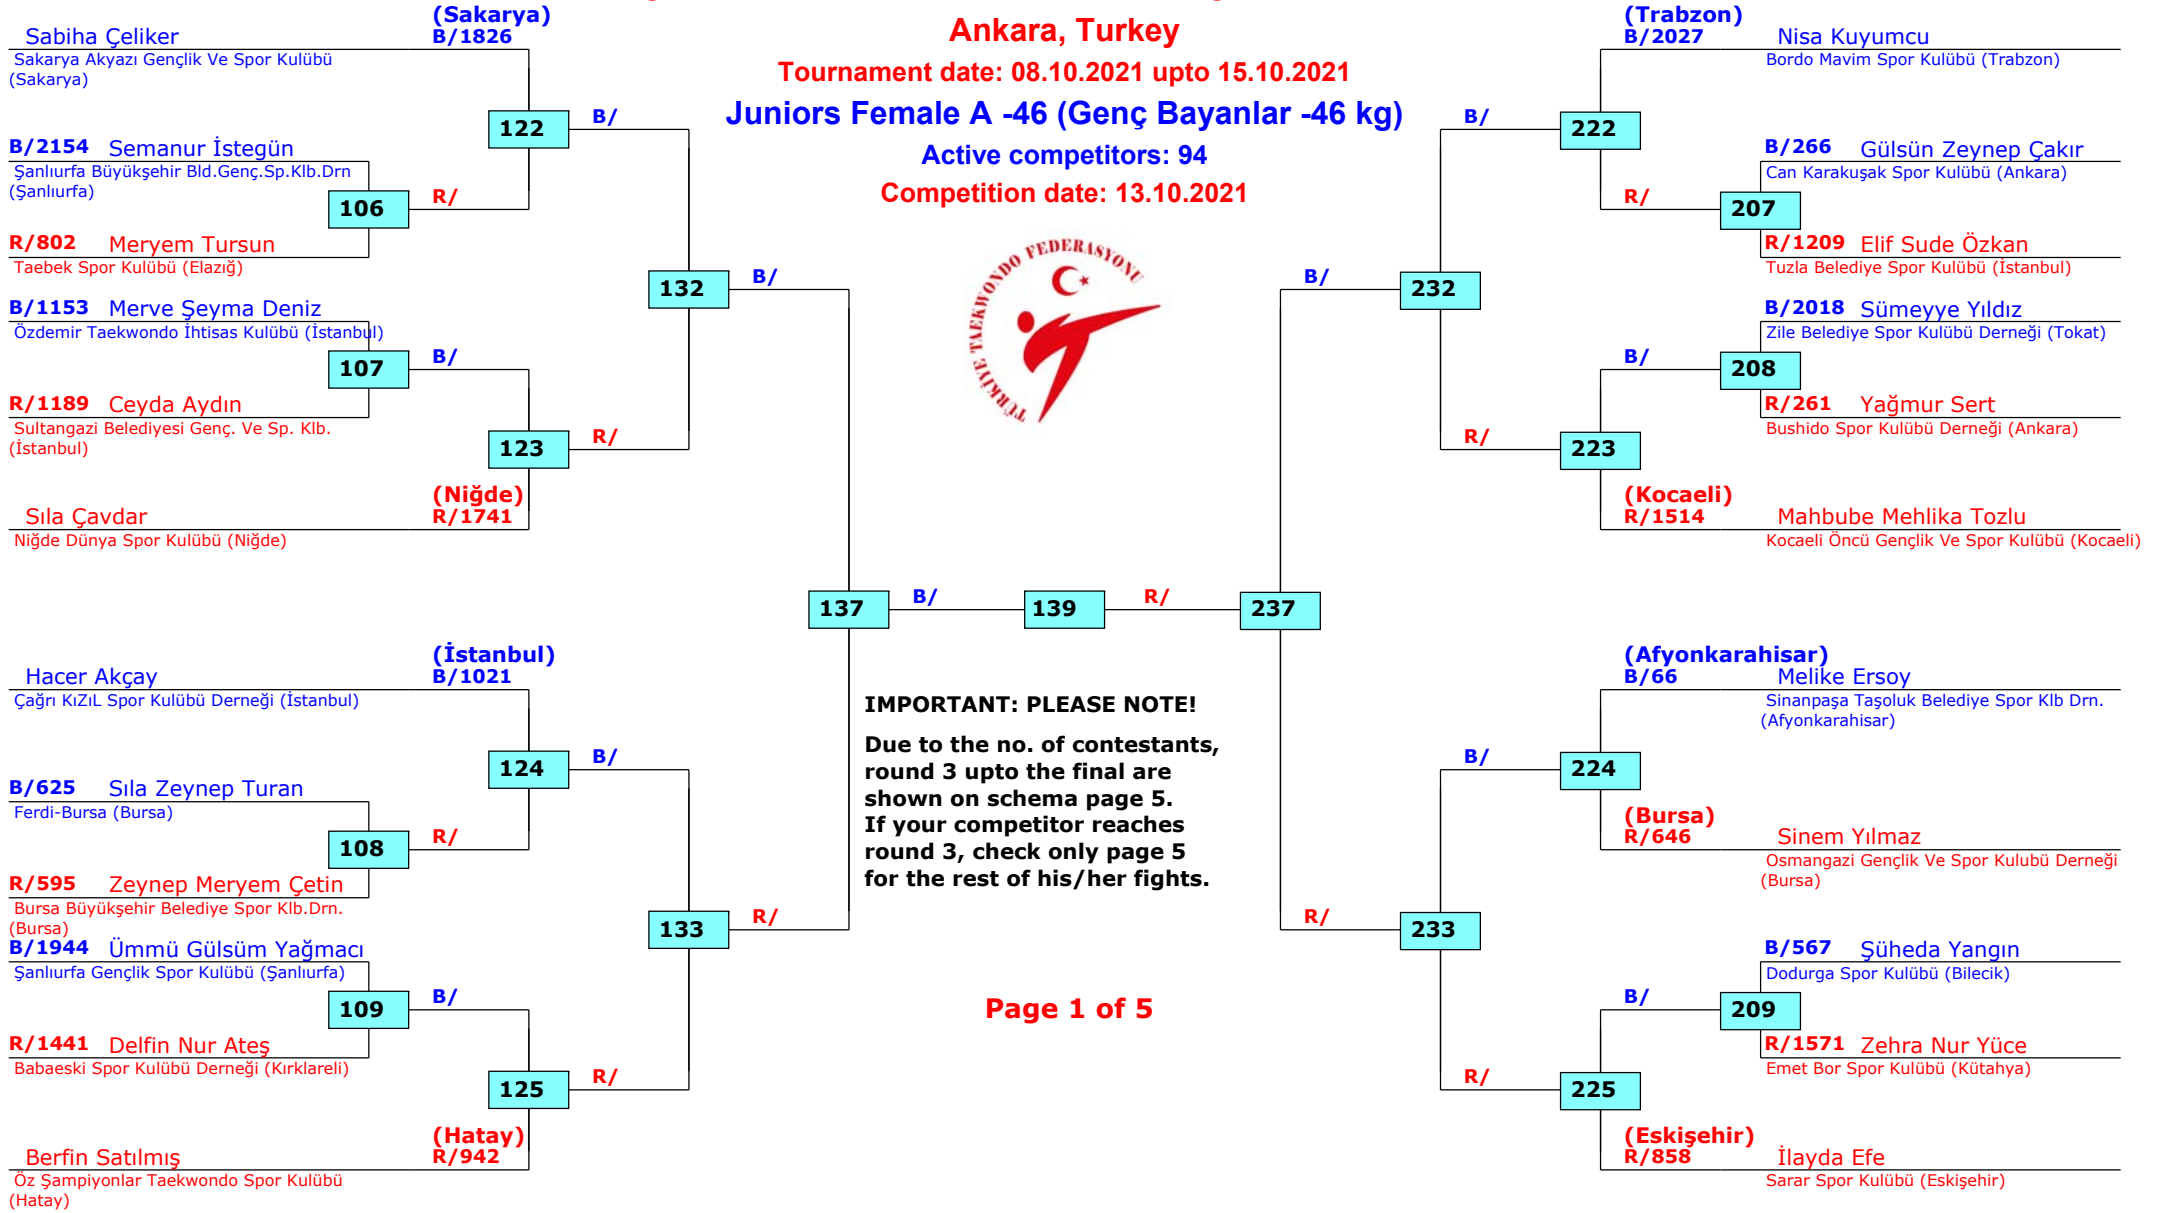 Ankara, Turkey
Tournament date: 08.10.2021 upto 15.10.2021
Juniors Female A -46 (Genç Bayanlar -46 kg)
Active competitors: 94
Competition date: 13.10.2021
TÜRKİYE TAEKWONDO FEDERASYONU
(Sakarya)
Sabiha Çeliker B/1826
Sakarya Akyazı Gençlik Ve Spor Kulübü
(Sakarya)
122 B/
B/2154 Semanur İstegün
Şanlıurfa Büyükşehir Bld.Genç.Sp.Klb.Drn
(Şanlıurfa)
106 R/
R/802 Meryem Tursun
Taebek Spor Kulübü (Elazığ)
132 B/
B/1153 Merve Şeyma Deniz
Özdemir Taekwondo İhtisas Kulübü (İstanbul)
107 B/
R/1189 Ceyda Aydın
Sultangazi Belediyesi Genç. Ve Sp. Klb.
(İstanbul)
123 R/
(Niğde)
Sıla Çavdar R/1741
Niğde Dünya Spor Kulübü (Niğde)
137 B/ 139 R/ 237
(İstanbul)
Hacer Akçay B/1021
Çağrı KıZıL Spor Kulübü Derneği (İstanbul)
124 B/
B/625 Sıla Zeynep Turan
Ferdi-Bursa (Bursa)
108 R/
R/595 Zeynep Meryem Çetin
Bursa Büyükşehir Belediye Spor Klb.Drn.
(Bursa)
133 R/
B/1944 Ümmü Gülsüm Yağmacı
Şanlıurfa Gençlik Spor Kulübü (Şanlıurfa)
109 B/
R/1441 Delfin Nur Ateş
Babaeski Spor Kulübü Derneği (Kırklareli)
125 R/
(Hatay)
Berfin Satılmış R/942
Öz Şampiyonlar Taekwondo Spor Kulübü
(Hatay)
IMPORTANT: PLEASE NOTE!
Due to the no. of contestants,
round 3 upto the final are
shown on schema page 5.
If your competitor reaches
round 3, check only page 5
for the rest of his/her fights.
Page 1 of 5
(Trabzon)
B/2027 Nisa Kuyumcu
Bordo Mavim Spor Kulübü (Trabzon)
B/ 222
B/266 Gülsün Zeynep Çakır
Can Karakuşak Spor Kulübü (Ankara)
R/ 207
R/1209 Elif Sude Özkan
Tuzla Belediye Spor Kulübü (İstanbul)
B/ 232
B/2018 Sümeyye Yıldız
Zile Belediye Spor Kulübü Derneği (Tokat)
B/ 208
R/261 Yağmur Sert
Bushido Spor Kulübü Derneği (Ankara)
R/ 223
(Kocaeli)
R/1514 Mahbube Mehlika Tozlu
Kocaeli Öncü Gençlik Ve Spor Kulübü (Kocaeli)
(Afyonkarahisar)
B/66 Melike Ersoy
Sinanpaşa Taşoluk Belediye Spor Klb Drn.
(Afyonkarahisar)
B/ 224
(Bursa)
R/646 Sinem Yılmaz
Osmangazi Gençlik Ve Spor Kulubü Derneği
(Bursa)
R/ 233
B/567 Şüheda Yangın
Dodurga Spor Kulübü (Bilecik)
B/ 209
R/1571 Zehra Nur Yüce
Emet Bor Spor Kulübü (Kütahya)
R/ 225
(Eskişehir)
R/858 İlayda Efe
Sarar Spor Kulübü (Eskişehir)